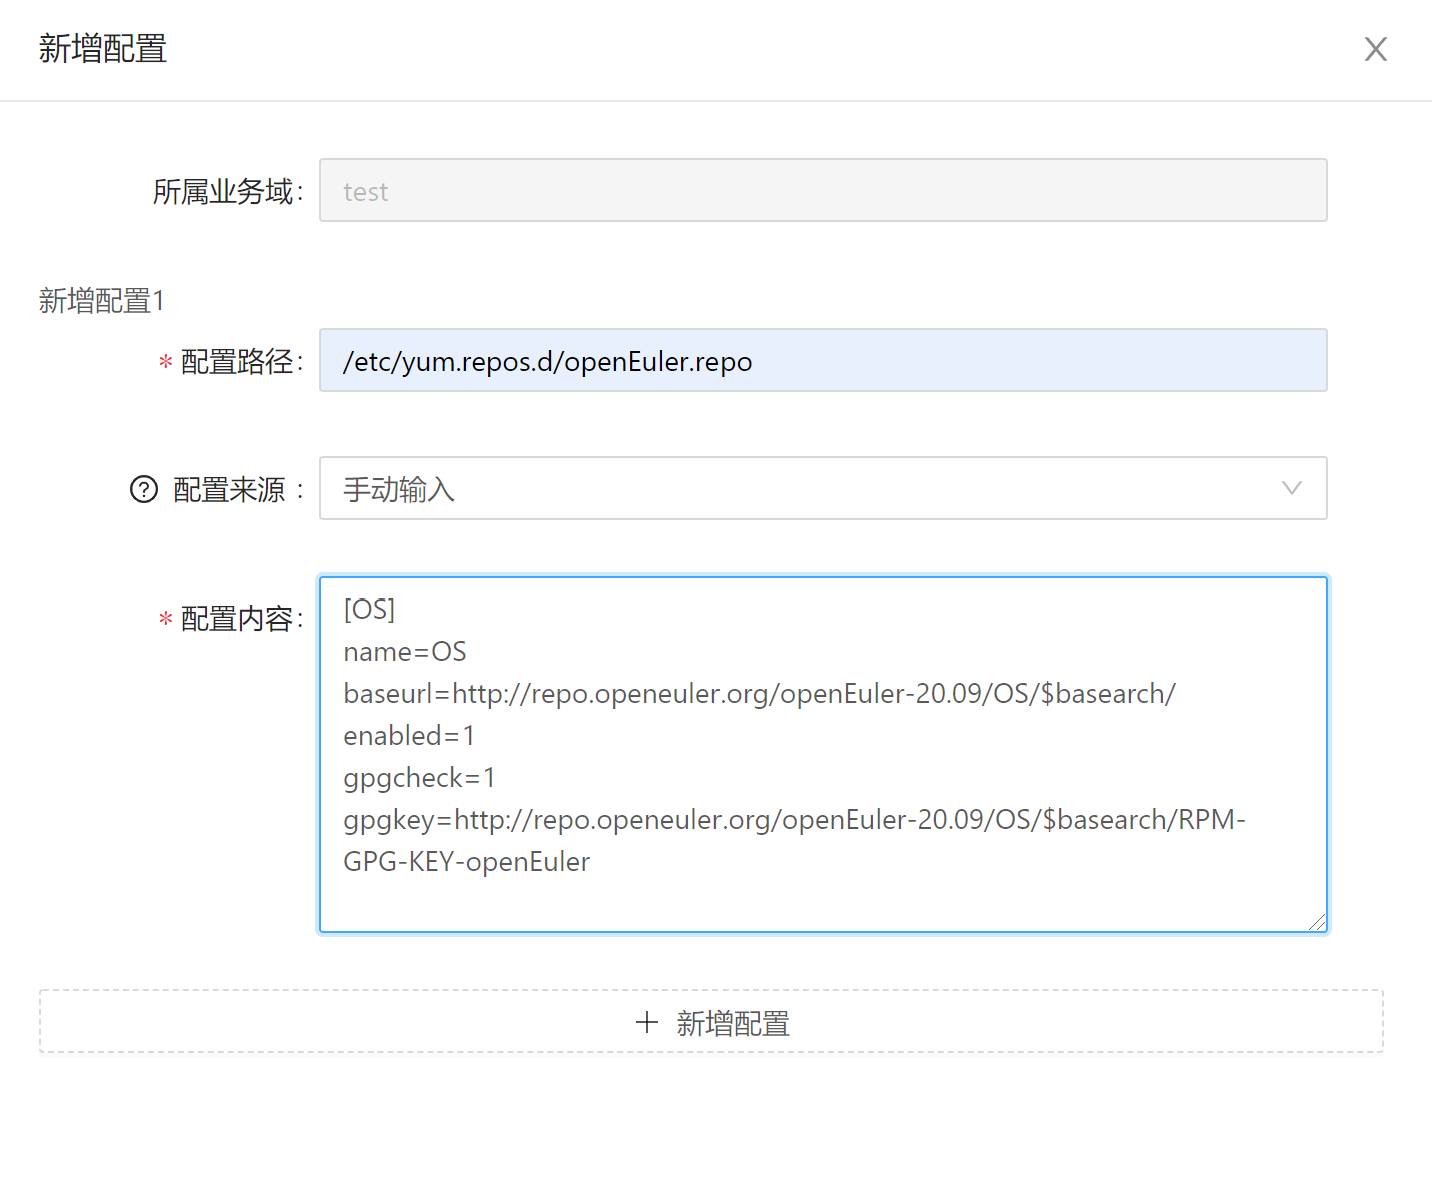 新增配置
所属业务域:
test
新增配置1
* 配置路径:
/etc/yum.repos.d/openEuler.repo
? 配置来源 :
手动输入
* 配置内容:
[OS]
name=OS
baseurl=http://repo.openeuler.org/openEuler-20.09/OS/$basearch/
enabled=1
gpgcheck=1
gpgkey=http://repo.openeuler.org/openEuler-20.09/OS/$basearch/RPM-
GPG-KEY-openEuler
+ 新增配置